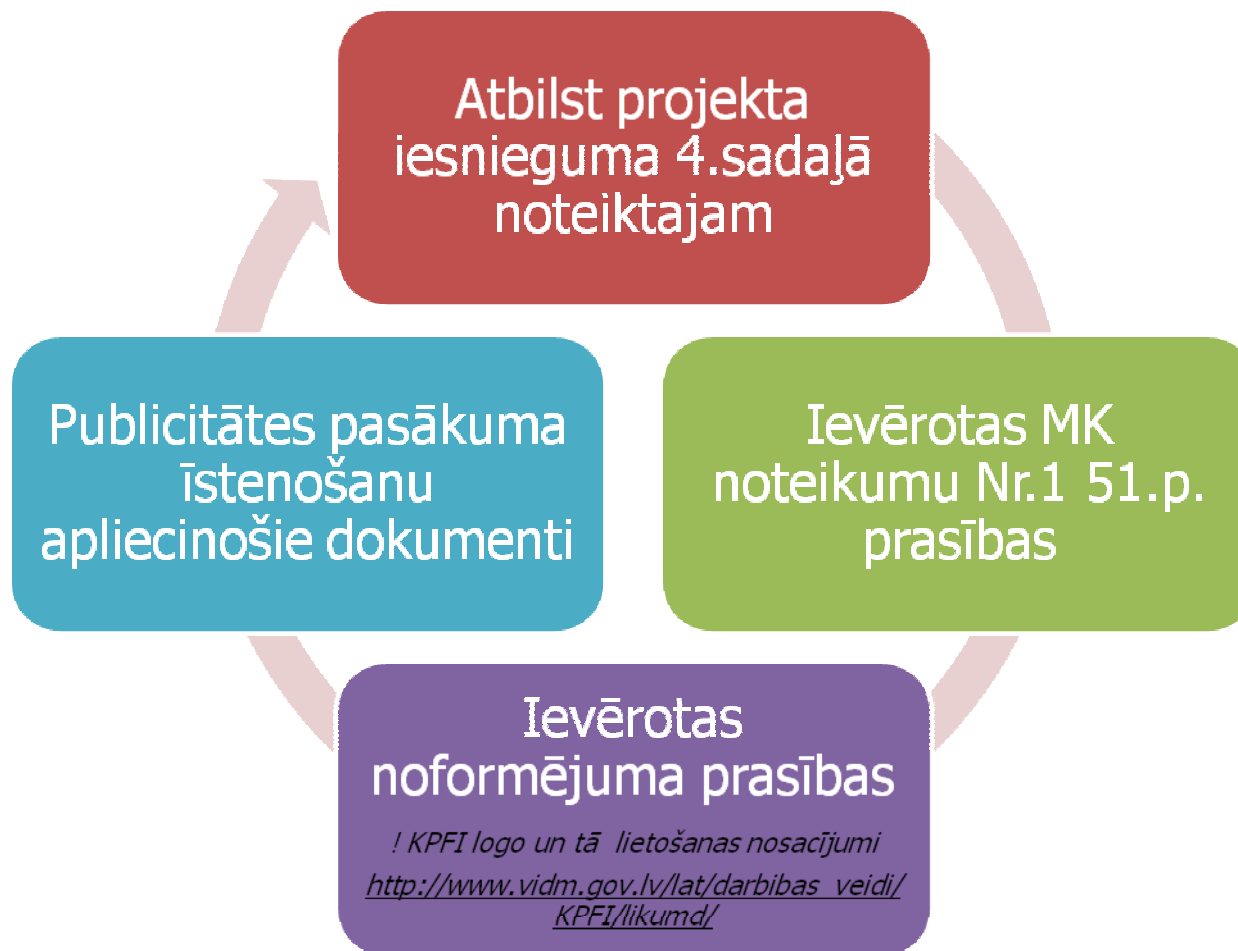 Atbilst projekta
iesnieguma 4.sadaļā
noteiktajam
Ievērotas MK
noteikumu Nr.1 51.p.
prasības
Ievērotas
noformējuma prasības
! KPFI logo un tā lietošanas nosacījumi
http://www.vidm.gov.lv/lat/darbibas_veidi/
KPFI/likumd/
Publicitātes pasākuma
īstenošanu
apliecinošie dokumenti